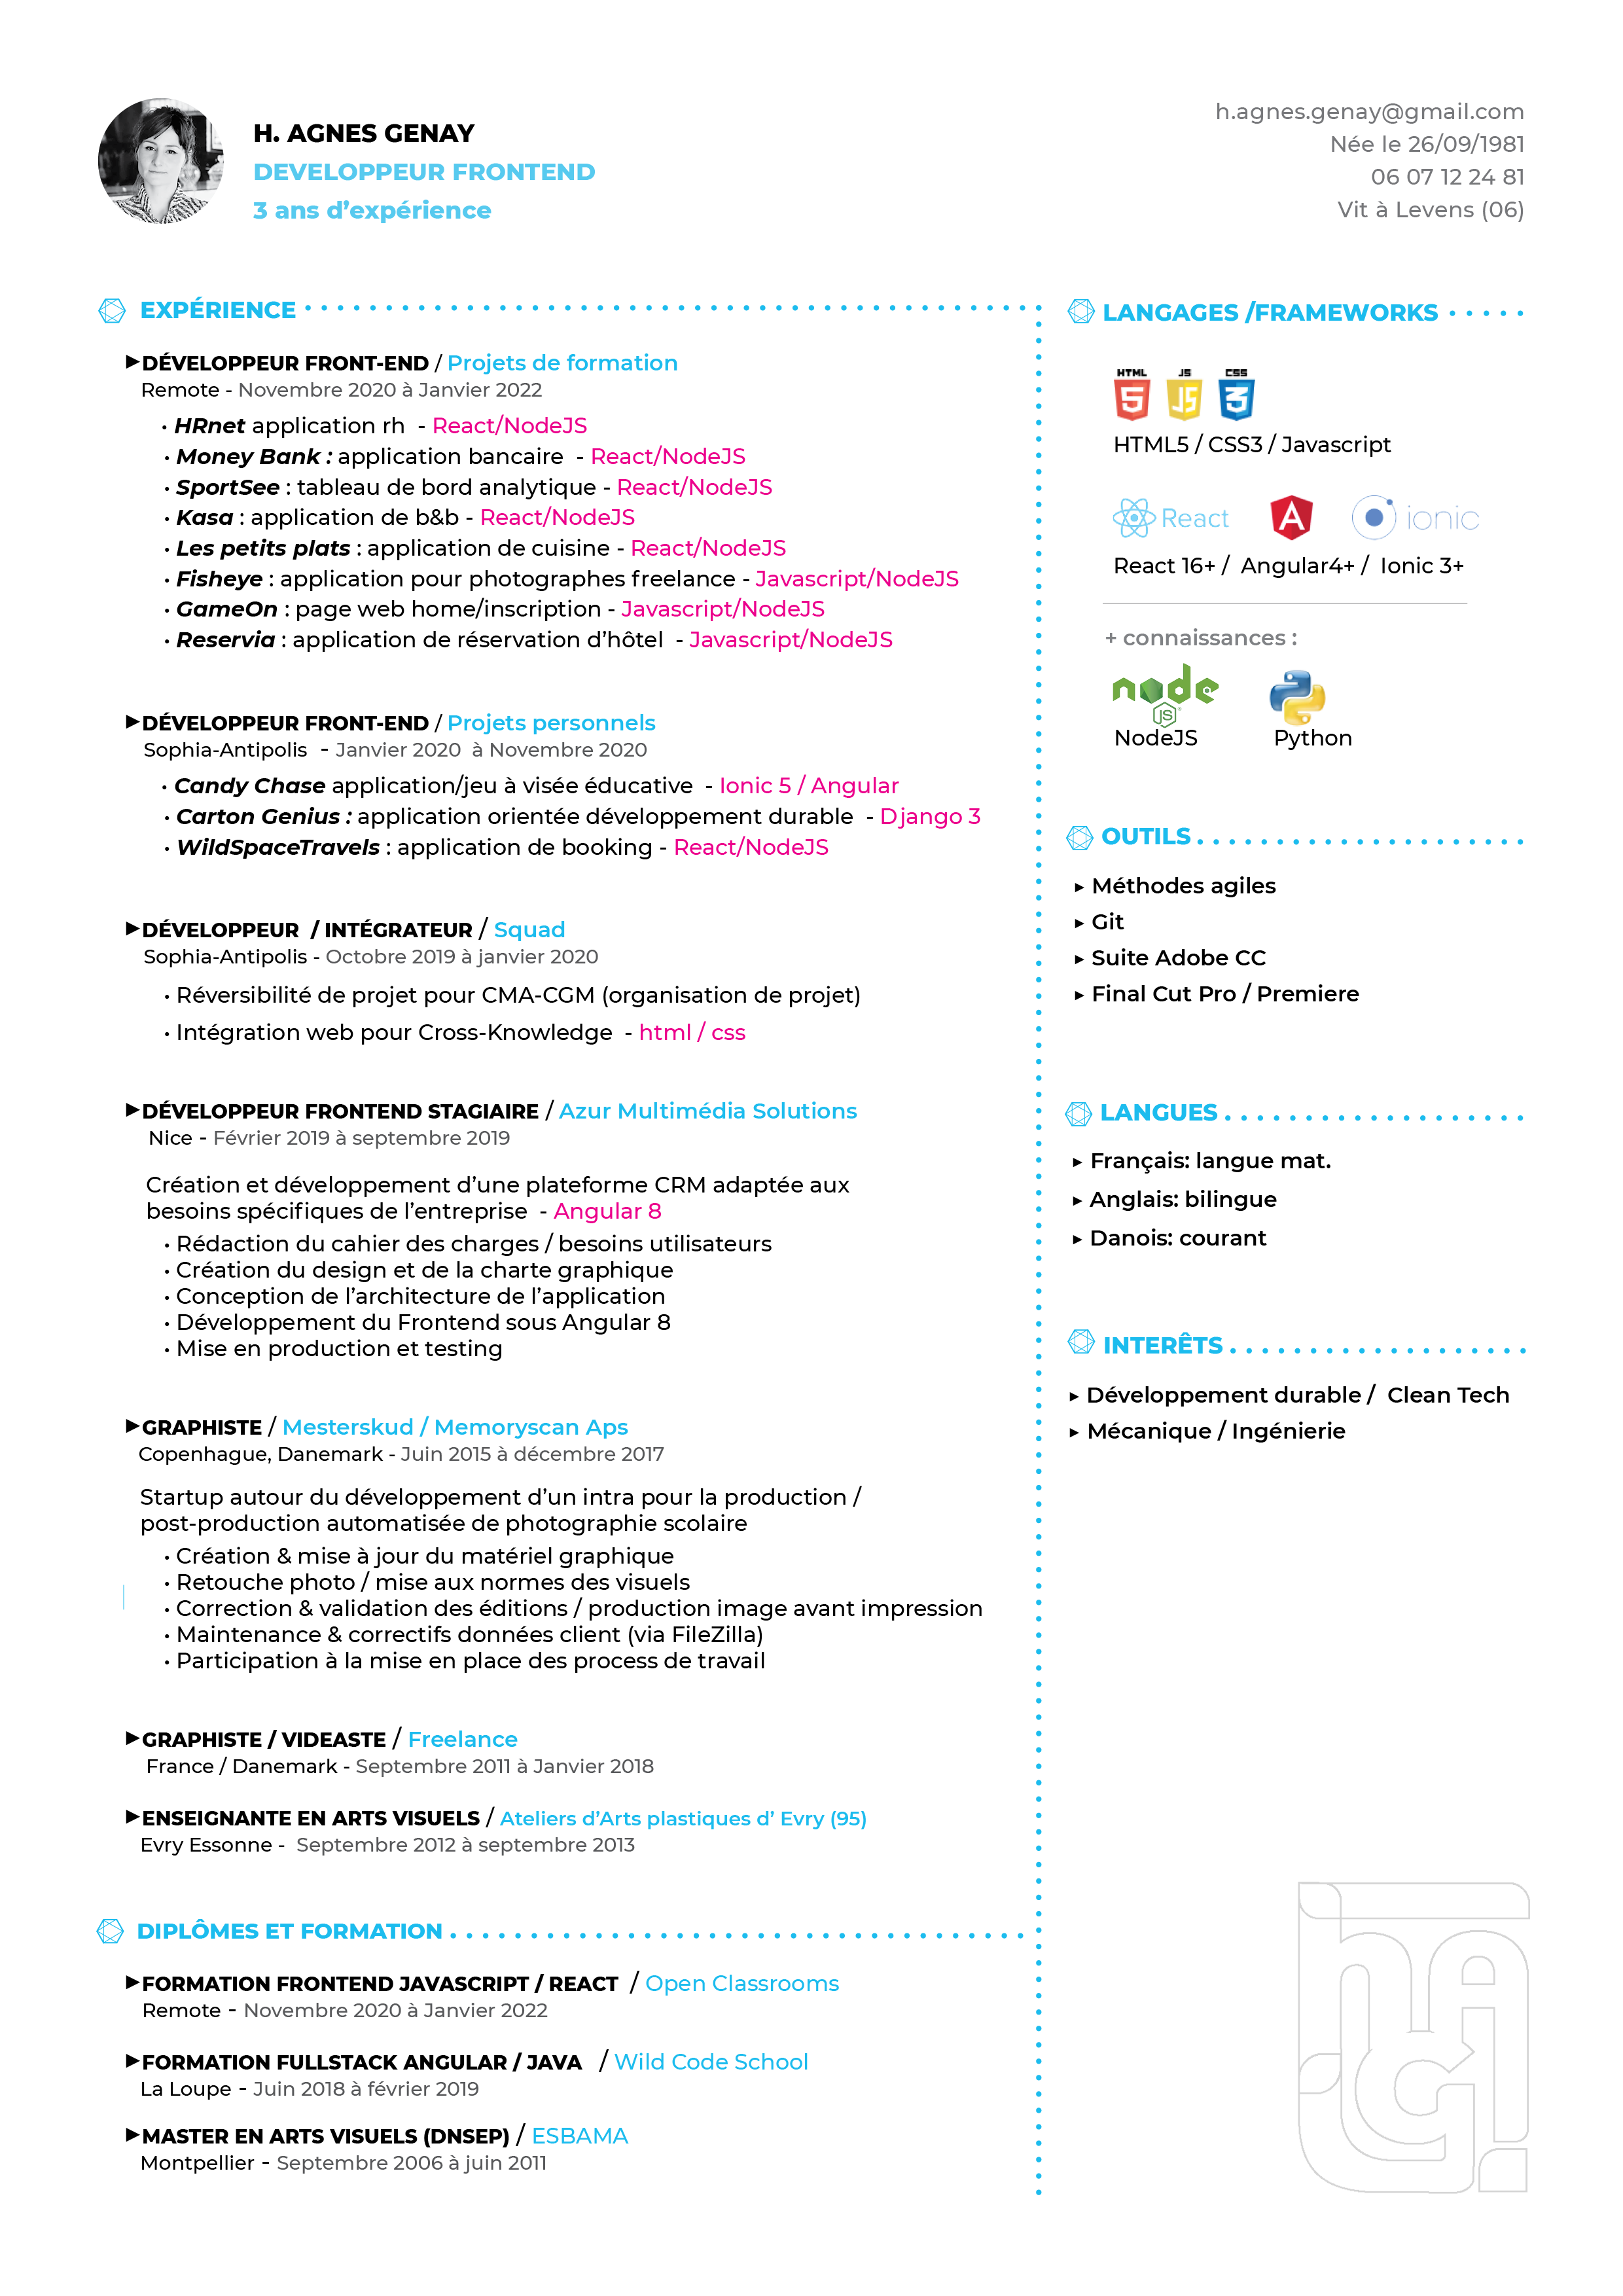 H. AGNES GENAY
DEVELOPPEUR FRONTEND
3 ans d’expérience
h.agnes.genay@gmail.com
Née le 26/09/1981
06 07 12 24 81
Vit à Levens (06)
EXPÉRIENCE
►DÉVELOPPEUR FRONT-END / Projets de formation
Remote - Novembre 2020 à Janvier 2022
• HRnet application rh - React/NodeJS
• Money Bank : application bancaire - React/NodeJS
• SportSee : tableau de bord analytique - React/NodeJS
• Kasa : application de b&b - React/NodeJS
• Les petits plats : application de cuisine - React/NodeJS
• Fisheye : application pour photographes freelance - Javascript/NodeJS
• GameOn : page web home/inscription - Javascript/NodeJS
• Reservia : application de réservation d’hôtel - Javascript/NodeJS
►DÉVELOPPEUR FRONT-END / Projets personnels
Sophia-Antipolis - Janvier 2020 à Novembre 2020
• Candy Chase application/jeu à visée éducative - Ionic 5 / Angular
• Carton Genius : application orientée développement durable - Django 3
• WildSpaceTravels : application de booking - React/NodeJS
►DÉVELOPPEUR / INTÉGRATEUR / Squad
Sophia-Antipolis - Octobre 2019 à janvier 2020
• Réversibilité de projet pour CMA-CGM (organisation de projet)
• Intégration web pour Cross-Knowledge - html / css
►DÉVELOPPEUR FRONTEND STAGIAIRE / Azur Multimédia Solutions
Nice - Février 2019 à septembre 2019
Création et développement d’une plateforme CRM adaptée aux
besoins spécifiques de l’entreprise - Angular 8
• Rédaction du cahier des charges / besoins utilisateurs
• Création du design et de la charte graphique
• Conception de l’architecture de l’application
• Développement du Frontend sous Angular 8
• Mise en production et testing
►GRAPHISTE / Mesterskud / Memoryscan Aps
Copenhague, Danemark - Juin 2015 à décembre 2017
Startup autour du développement d’un intra pour la production /
post-production automatisée de photographie scolaire
• Création & mise à jour du matériel graphique
• Retouche photo / mise aux normes des visuels
• Correction & validation des éditions / production image avant impression
• Maintenance & correctifs données client (via FileZilla)
• Participation à la mise en place des process de travail
►GRAPHISTE / VIDEASTE / Freelance
France / Danemark - Septembre 2011 à Janvier 2018
►ENSEIGNANTE EN ARTS VISUELS / Ateliers d’Arts plastiques d’ Evry (95)
Evry Essonne - Septembre 2012 à septembre 2013
DIPLÔMES ET FORMATION
►FORMATION FRONTEND JAVASCRIPT / REACT / Open Classrooms
Remote - Novembre 2020 à Janvier 2022
►FORMATION FULLSTACK ANGULAR / JAVA / Wild Code School
La Loupe - Juin 2018 à février 2019
►MASTER EN ARTS VISUELS (DNSEP) / ESBAMA
Montpellier - Septembre 2006 à juin 2011
LANGAGES /FRAMEWORKS
HTML JS CSS
5 JS 3
HTML5 / CSS3 / Javascript
React A ionic
React 16+ / Angular4+ / Ionic 3+
+ connaissances :
node
JS
NodeJS Python
OUTILS
► Méthodes agiles
► Git
► Suite Adobe CC
► Final Cut Pro / Premiere
LANGUES
► Français: langue mat.
► Anglais: bilingue
► Danois: courant
INTERÊTS
► Développement durable / Clean Tech
► Mécanique / Ingénierie
hAG